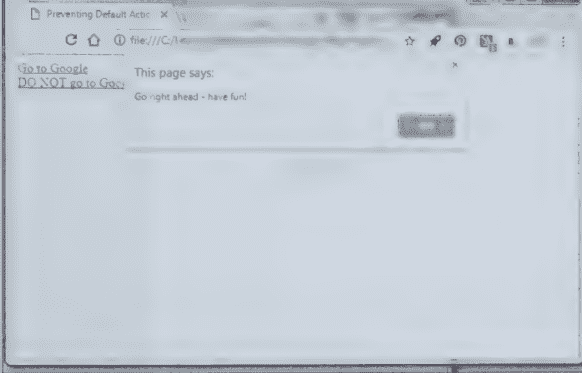 Preventing Default Actic
file:///C:/
Go to Google
DO NOT go to Goo
This page says:
Go right ahead - have fun!